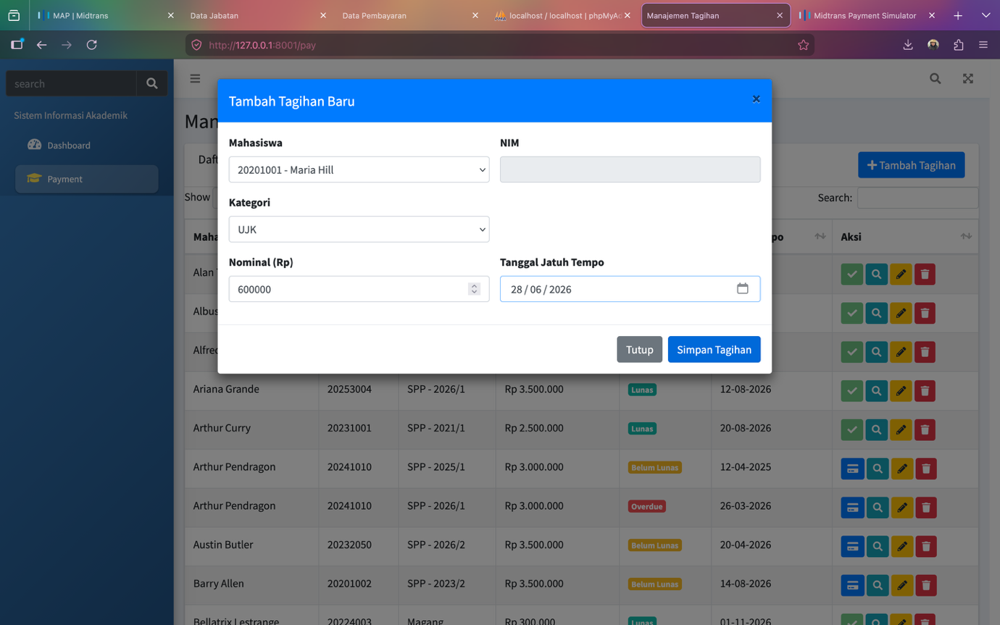 MAP | Midtrans
Data Jabatan
Data Pembayaran
localhost / localhost | phpMyAd
Manajemen Tagihan
Midtrans Payment Simulator
http://127.0.0.1:8001/pay
search
Sistem Informasi Akademik
Dashboard
Payment
Man
Daft
Tambah Tagihan
Show
Search:
Tambah Tagihan Baru
×
Mahasiswa
NIM
20201001 - Maria Hill
Kategori
UJK
Nominal (Rp)
Tanggal Jatuh Tempo
600000
28 / 06 / 2026
Tutup
Simpan Tagihan
Maha
po
Aksi
Alan
Albus
Alfred
Ariana Grande 20253004 SPP - 2026/1 Rp 3.500.000 Lunas 12-08-2026
Arthur Curry 20231001 SPP - 2021/1 Rp 2.500.000 Lunas 20-08-2026
Arthur Pendragon 20241010 SPP - 2025/1 Rp 3.000.000 Belum Lunas 12-04-2025
Arthur Pendragon 20241010 SPP - 2026/1 Rp 3.000.000 Overdue 26-03-2026
Austin Butler 20232050 SPP - 2026/2 Rp 3.500.000 Belum Lunas 20-04-2026
Barry Allen 20201002 SPP - 2023/2 Rp 3.500.000 Belum Lunas 14-08-2026
Bellatrix Lestrange 20224003 Magang Rp 300.000 Lunas 01-11-2026